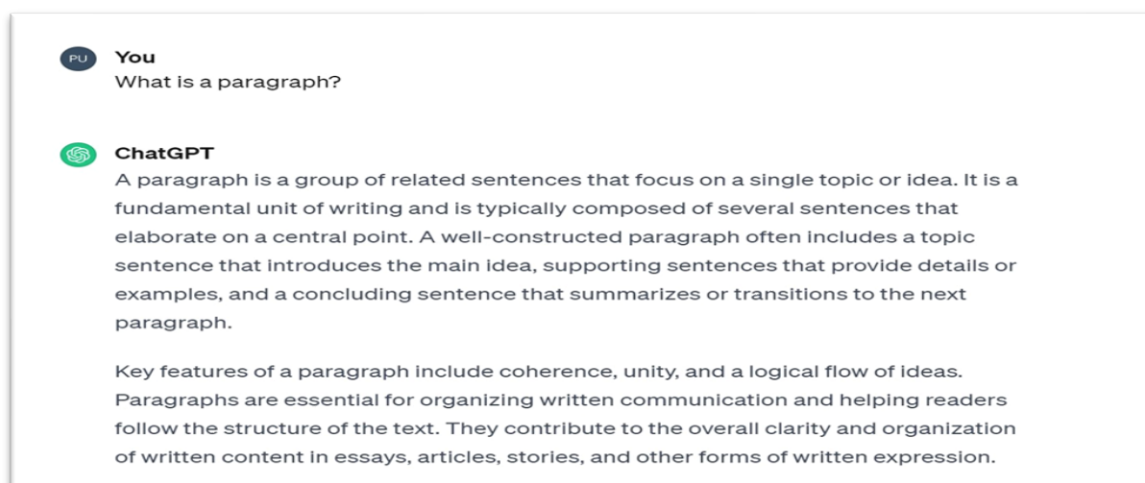 PU You
What is a paragraph?
ChatGPT
A paragraph is a group of related sentences that focus on a single topic or idea. It is a
fundamental unit of writing and is typically composed of several sentences that
elaborate on a central point. A well-constructed paragraph often includes a topic
sentence that introduces the main idea, supporting sentences that provide details or
examples, and a concluding sentence that summarizes or transitions to the next
paragraph.
Key features of a paragraph include coherence, unity, and a logical flow of ideas.
Paragraphs are essential for organizing written communication and helping readers
follow the structure of the text. They contribute to the overall clarity and organization
of written content in essays, articles, stories, and other forms of written expression.